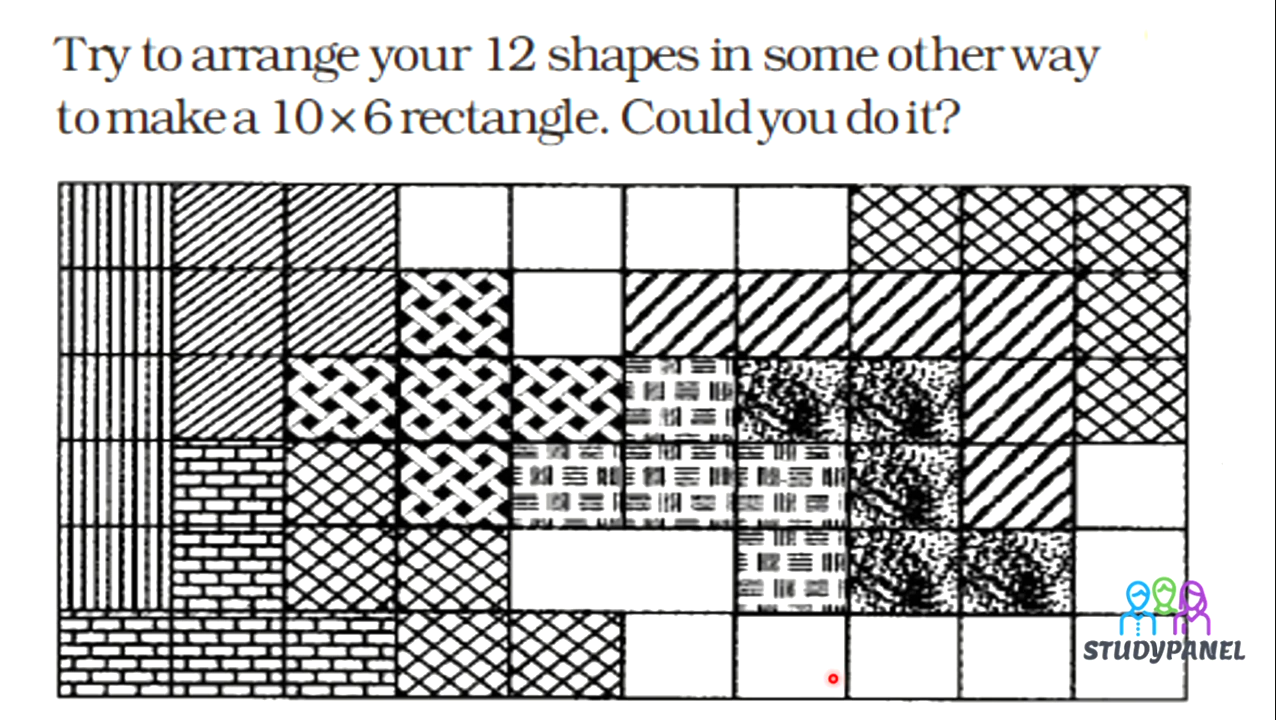 Try to arrange your 12 shapes in some other way
to make a 10×6 rectangle. Could you do it?
STUDYPANEL